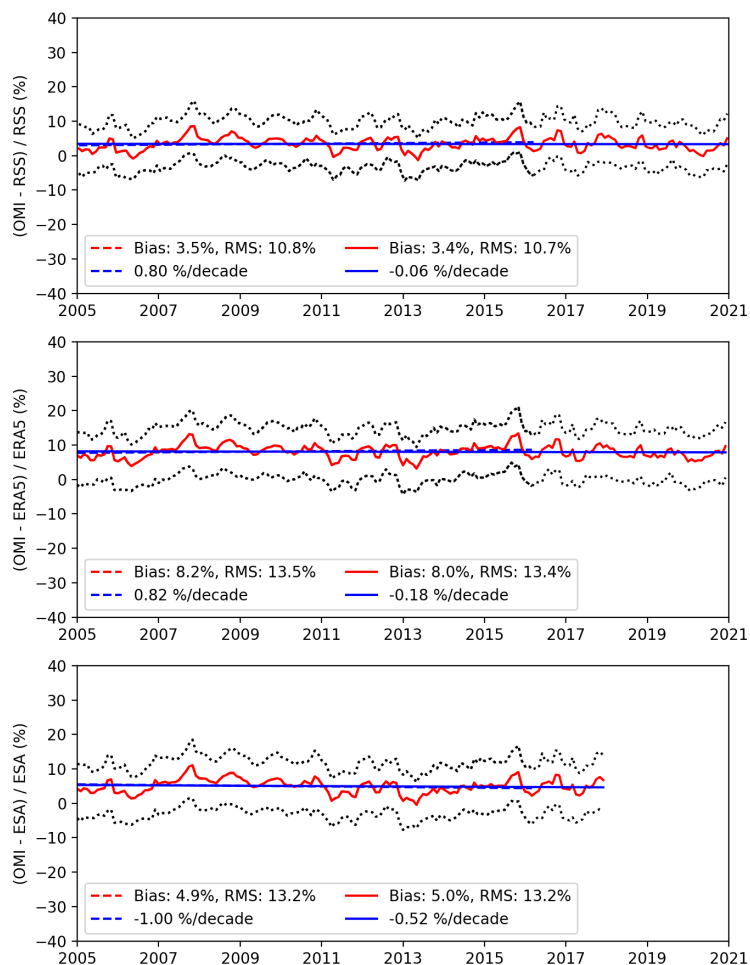 40
30
20
10
0
−10
−20
−30
−40
(OMI - RSS) / RSS (%)
Bias: 3.5%, RMS: 10.8%
0.80 %/decade
Bias: 3.4%, RMS: 10.7%
-0.06 %/decade
2005 2007 2009 2011 2013 2015 2017 2019 2021
40
30
20
10
0
−10
−20
−30
−40
(OMI - ERA5) / ERA5 (%)
Bias: 8.2%, RMS: 13.5%
0.82 %/decade
Bias: 8.0%, RMS: 13.4%
-0.18 %/decade
2005 2007 2009 2011 2013 2015 2017 2019 2021
40
30
20
10
0
−10
−20
−30
−40
(OMI - ESA) / ESA (%)
Bias: 4.9%, RMS: 13.2%
-1.00 %/decade
Bias: 5.0%, RMS: 13.2%
-0.52 %/decade
2005 2007 2009 2011 2013 2015 2017 2019 2021